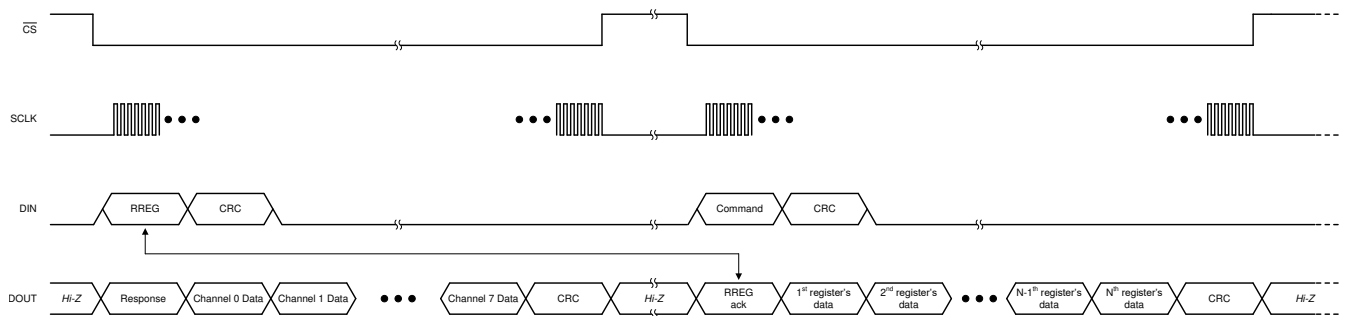 CS
SCLK
DIN
RREG
CRC
Command
CRC
DOUT
Hi-Z
Response
Channel 0 Data
Channel 1 Data
Channel 7 Data
CRC
Hi-Z
RREG
ack
1st register's
data
2nd register's
data
N-1th register's
data
Nth register's
data
CRC
Hi-Z